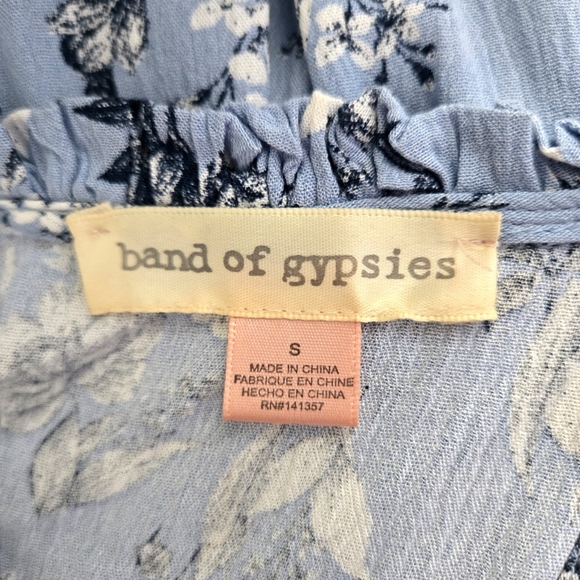 band of gypsies
S
MADE IN CHINA
FABRIQUE EN CHINE
HECHO EN CHINA
RN#141357